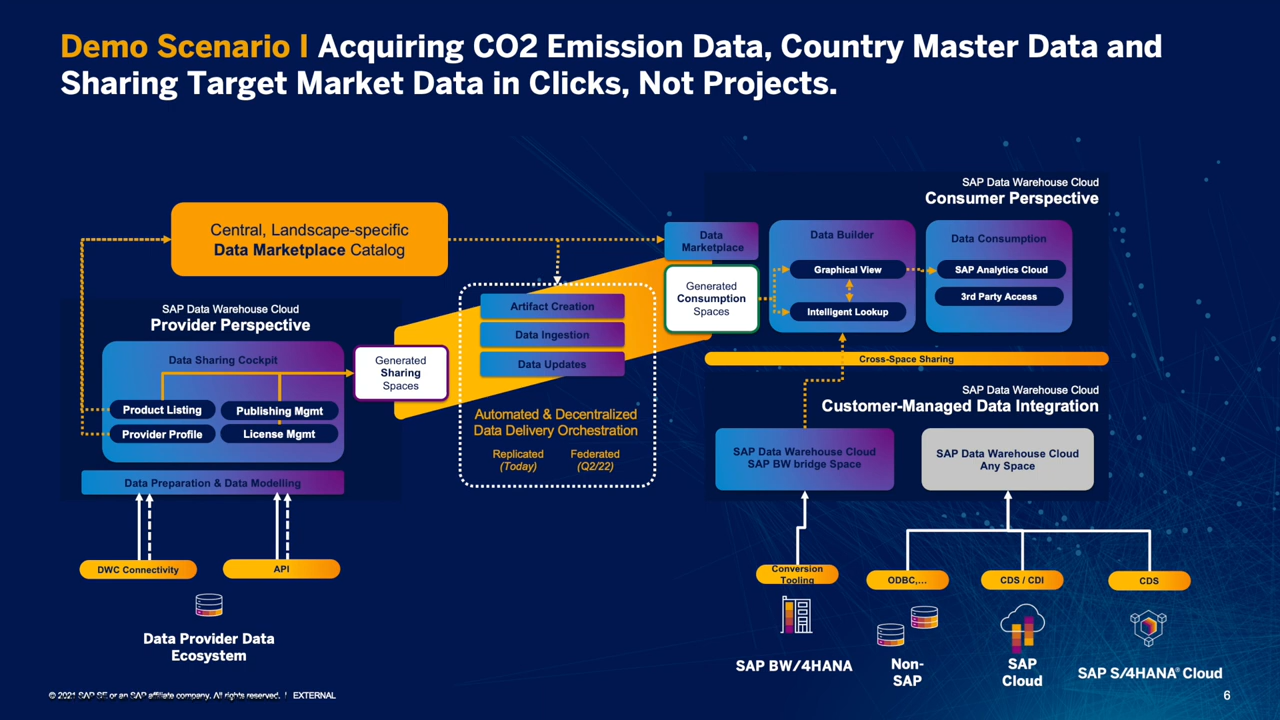 Demo Scenario I Acquiring CO2 Emission Data, Country Master Data and
Sharing Target Market Data in Clicks, Not Projects.
SAP Data Warehouse Cloud
Consumer Perspective
Central, Landscape-specific
Data Marketplace Catalog
Data
Marketplace
Data Builder
Data Consumption
Graphical View
SAP Analytics Cloud
Generated
Consumption
Spaces
3rd Party Access
Intelligent Lookup
SAP Data Warehouse Cloud
Provider Perspective
Artifact Creation
Data Ingestion
Data Updates
Data Sharing Cockpit
Generated
Sharing
Spaces
Cross-Space Sharing
SAP Data Warehouse Cloud
Customer-Managed Data Integration
Product Listing
Publishing Mgmt
Provider Profile
License Mgmt
Automated & Decentralized
Data Delivery Orchestration
Replicated
(Today)
Federated
(Q2/22)
SAP Data Warehouse Cloud
SAP BW bridge Space
SAP Data Warehouse Cloud
Any Space
Data Preparation & Data Modelling
DWC Connectivity
API
Conversion
Tooling
ODBC,...
CDS / CDI
CDS
Data Provider Data
Ecosystem
SAP BW/4HANA
Non-
SAP
SAP
Cloud
SAP S/4HANA® Cloud
© 2021 SAP SE or an SAP affiliate company. All rights reserved. I EXTERNAL
6